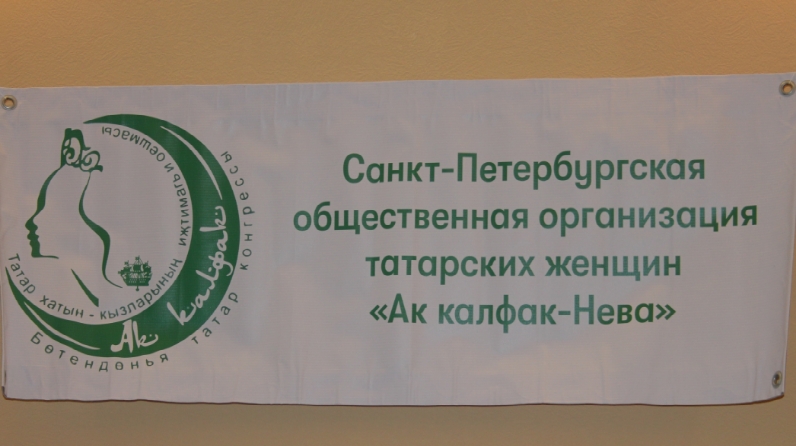 Санкт-Петербургская
общественная организация
татарских женщин
«Ак калфак-Нева»
Татар хатын-кызларының иҗтимагый оешмасы
Ак калфак
Бөтендөнья татар конгрессы